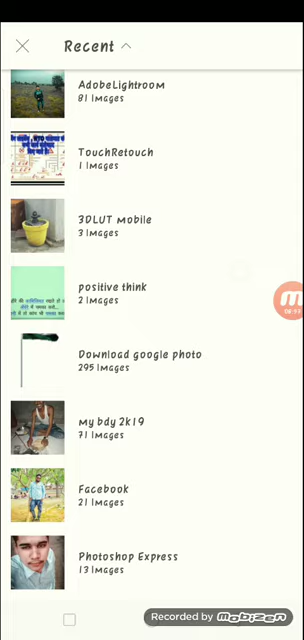 Recent
AdobeLightroom
81 Images
TouchRetouch
1 Images
3DLUT mobile
3 Images
positive think
2 Images
Download google photo
295 Images
my bdy 2k19
71 Images
Facebook
21 Images
Photoshop Express
13 Images
Recorded by mobizen